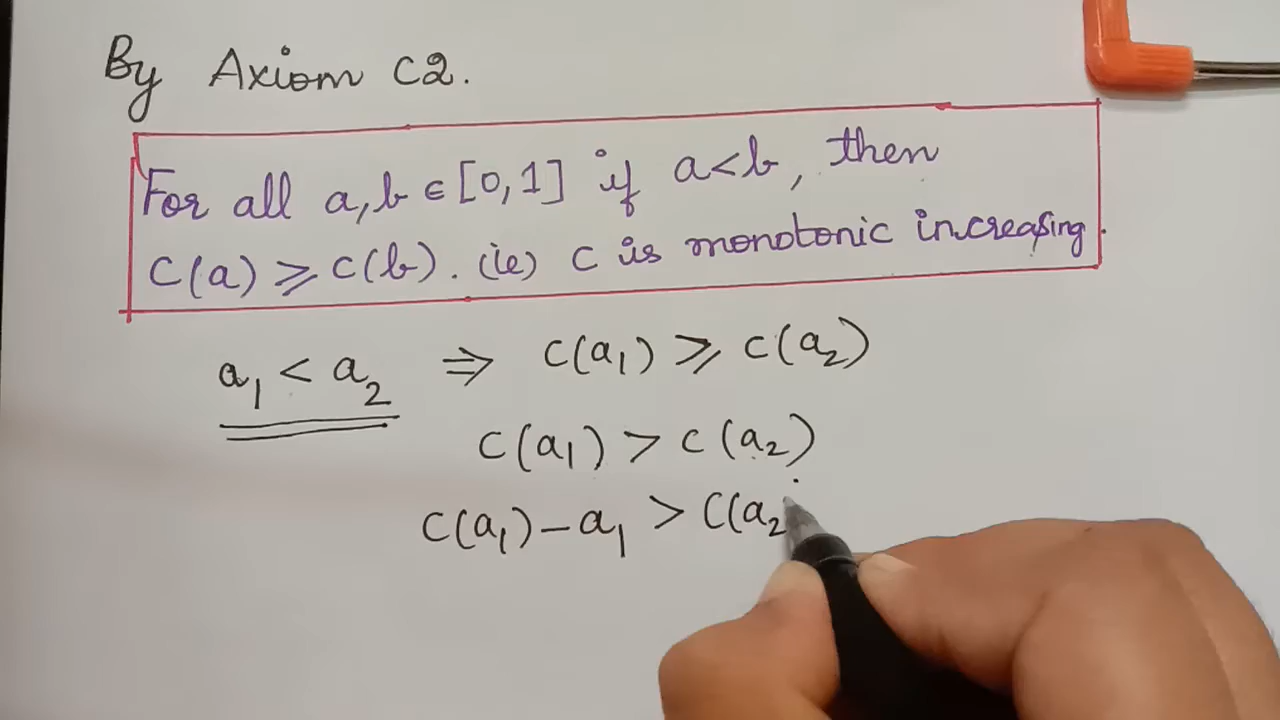 By Axiom C2.
For all a, b ∈ [0, 1] if a < b, then
C(a) ⩾ C(b). (ie) C is monotonic increasing.
a₁ < a₂ ⇒ C(a₁) ⩾ C(a₂)
C(a₁) > C(a₂)
C(a₁) – a₁ > C(a₂